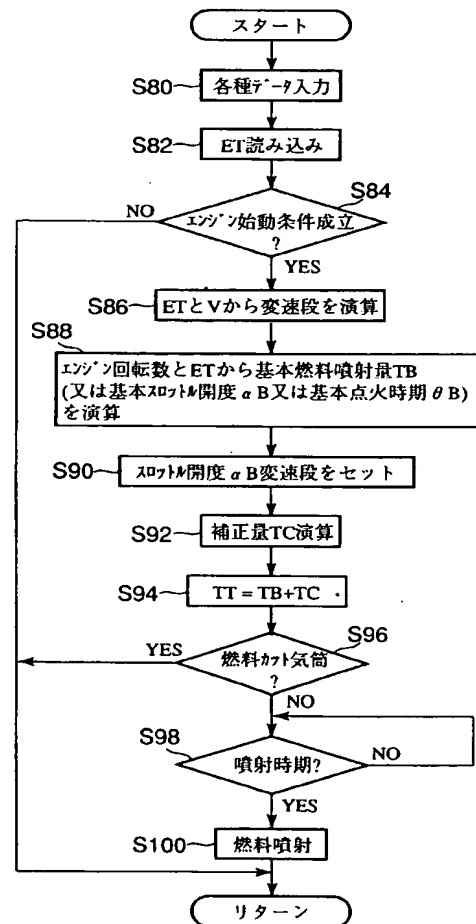 スタート
S80
各種データ入力
S82
ET読み込み
S84
NO
エンジン始動条件成立
?
YES
S86
ETとVから変速段を演算
S88
エンジン回転数とETから基本燃料噴射量TB
(又は基本スロットル開度αB又は基本点火時期θB)
を演算
S90
スロットル開度αB変速段をセット
S92
補正量TC演算
S94
TT=TB+TC
S96
YES
燃料カット気筒
?
NO
S98
噴射時期?
NO
YES
S100
燃料噴射
リターン